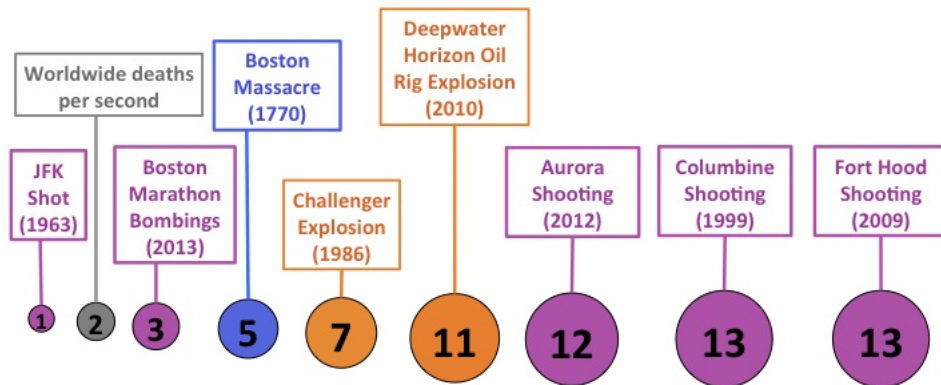 JFK
Shot
(1963)
1
Worldwide deaths
per second
2
Boston
Marathon
Bombings
(2013)
3
Boston
Massacre
(1770)
5
Challenger
Explosion
(1986)
7
Deepwater
Horizon Oil
Rig Explosion
(2010)
11
Aurora
Shooting
(2012)
12
Columbine
Shooting
(1999)
13
Fort Hood
Shooting
(2009)
13